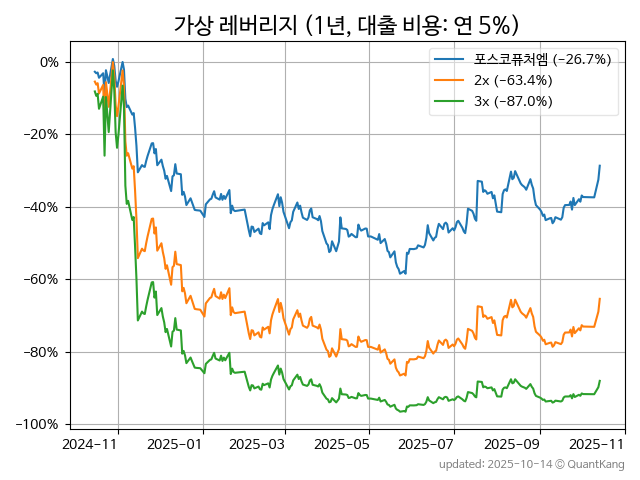 가상 레버리지 (1년, 대출 비용: 연 5%)
포스코퓨처엠 (−26.7%)
2x (−63.4%)
3x (−87.0%)
0%
−20%
−40%
−60%
−80%
−100%
2024-11 2025-01 2025-03 2025-05 2025-07 2025-09 2025-11
updated: 2025-10-14 © QuantKang